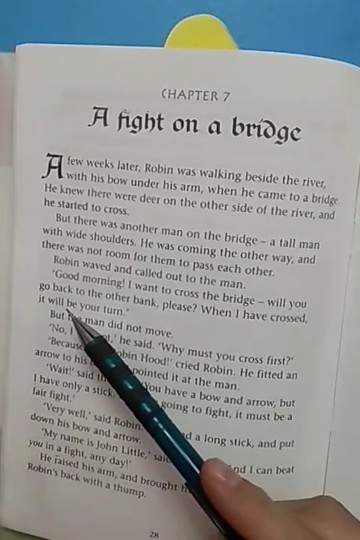 CHAPTER 7
A fight on a bridge
A few weeks later, Robin was walking beside the river,
with his bow under his arm, when he came to a bridge.
He knew there were deer on the other side of the river, and
he started to cross.
But there was another man on the bridge – a tall man
with wide shoulders. He was coming the other way, and
there was not room for them to pass each other.
Robin waved and called out to the man.
'Good morning! I want to cross the bridge – will you
go back to the other bank, please? When I have crossed,
it will be your turn.'
But man did not move.
'No, he said. 'Why must you cross first?'
'Because Robin Hood!' cried Robin. He fitted an
arrow to his pointed it at the man.
'Wait!' said 'You have a bow and arrow, but
I have only a stick. going to fight, it must be a
fair fight.'
'Very well,' said Robin. a long stick, and put
down his bow and arrow.
'My name is John Little,' said and I can beat
you in a fight, any day!'
He raised his arm, and brought
Robin's back with a thump.
28